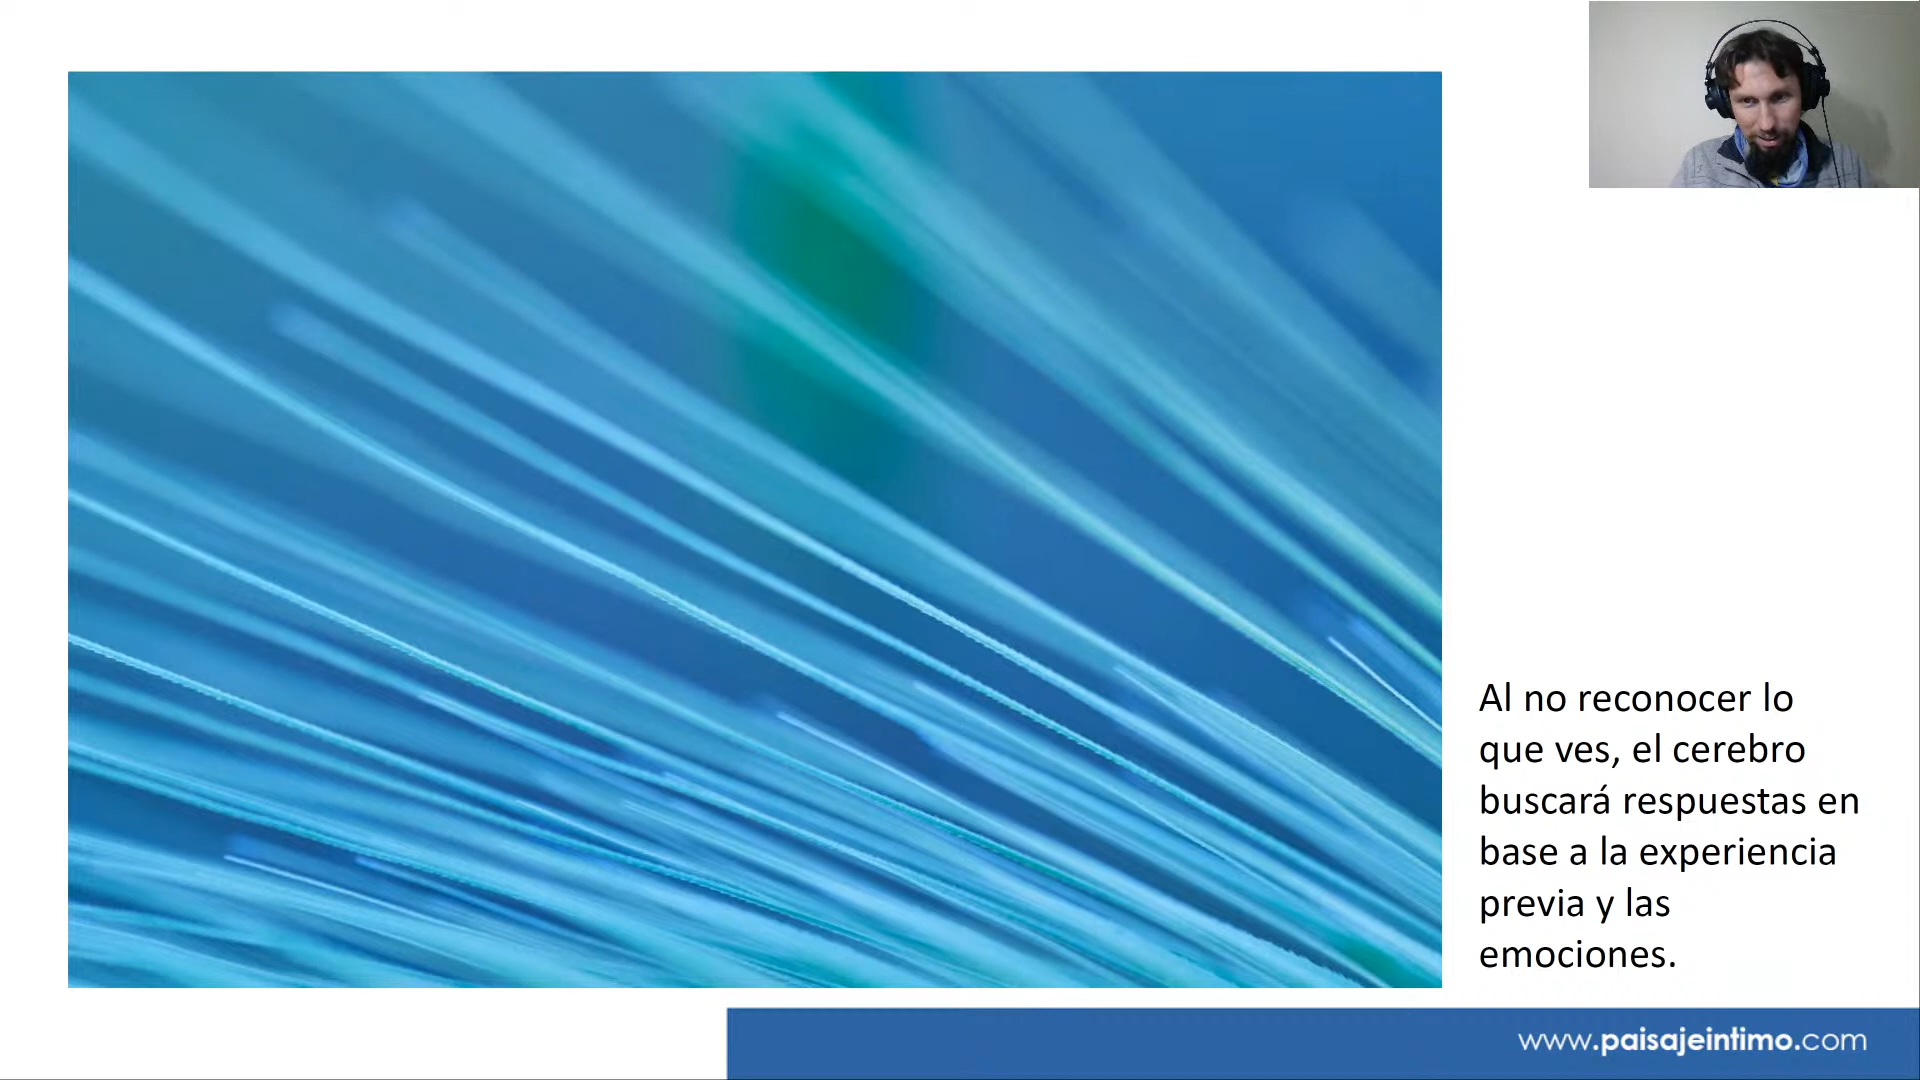 Al no reconocer lo
que ves, el cerebro
buscará respuestas en
base a la experiencia
previa y las
emociones.
www.paisajeintimo.com